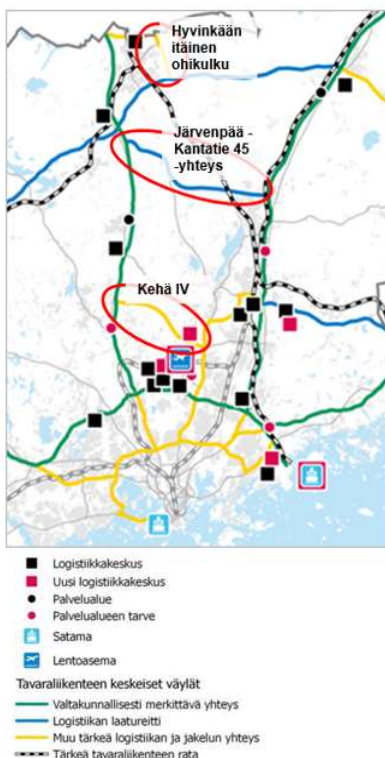 Hyvinkään
itäinen
ohikulku
Järvenpää -
Kantatie 45
-yhteys
Kehä IV
Logistiikkakeskus
Uusi logistiikkakeskus
Palvelualue
Palvelualueen tarve
Satama
Lentoasema
Tavaraliikenteen keskeiset väylät
Valtakunnallisesti merkittävä yhteys
Logistiikan laatureitti
Muu tärkeä logistiikan ja jakelun yhteys
Tärkeä tavaraliikenteen rata